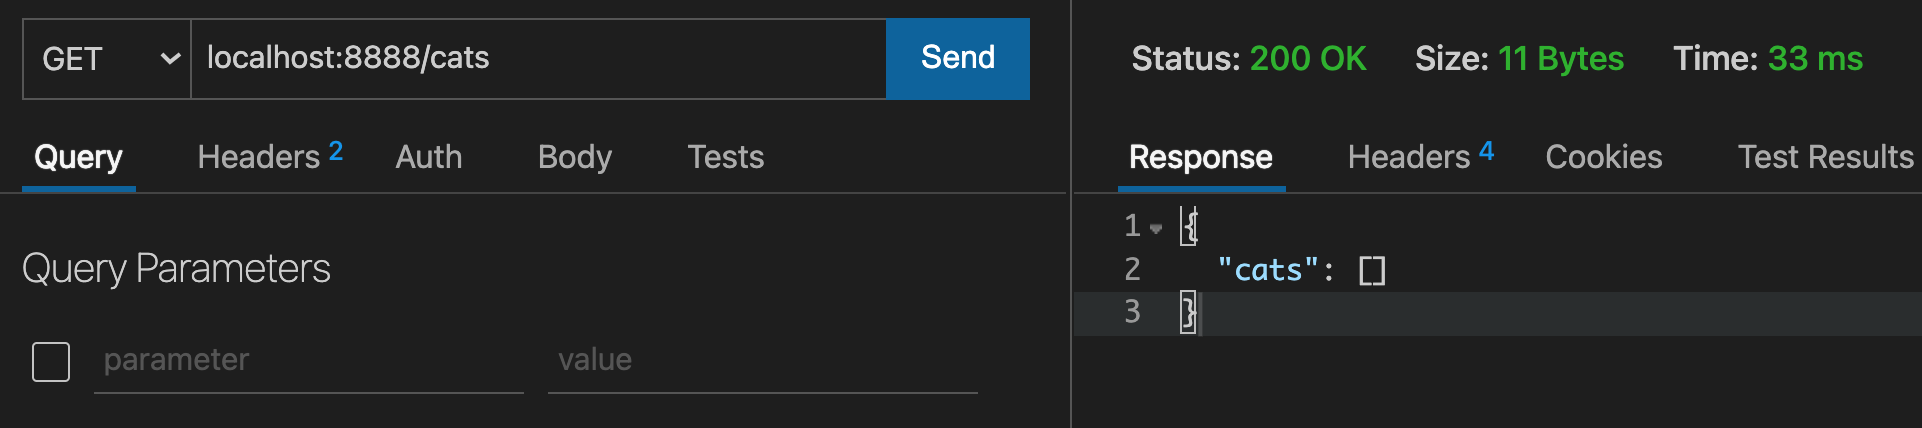 GET localhost:8888/cats Send
Query Headers 2 Auth Body Tests
Query Parameters
parameter value
Status: 200 OK Size: 11 Bytes Time: 33 ms
Response Headers 4 Cookies Test Results
1 {
2 "cats": []
3 }